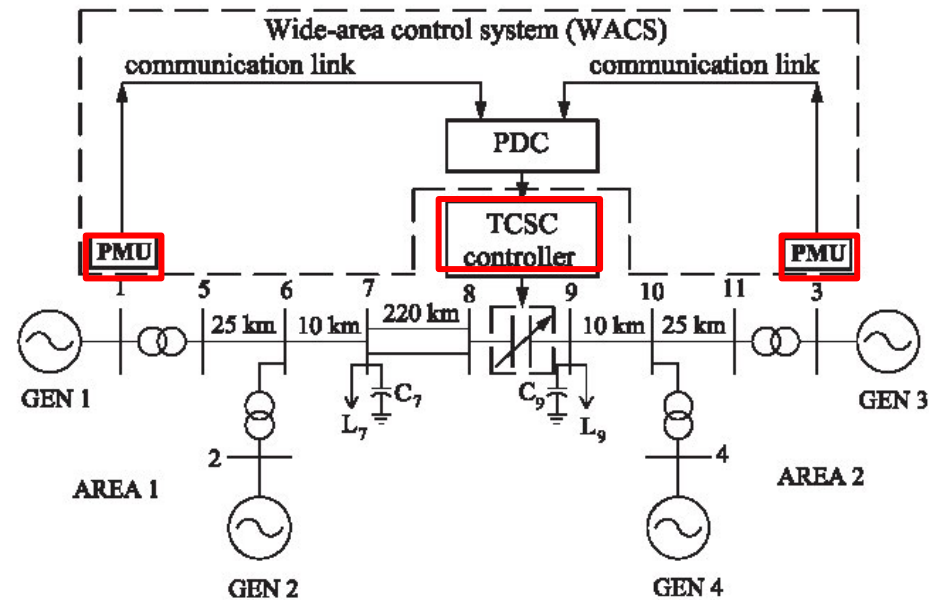 Wide-area control system (WACS)
communication link
communication link
PDC
TCSC
controller
PMU
PMU
1
5
6
7
8
9
10
11
3
25 km
10 km
220 km
10 km
25 km
GEN 1
C7
L7
C9
L9
GEN 3
2
4
AREA 1
AREA 2
GEN 2
GEN 4